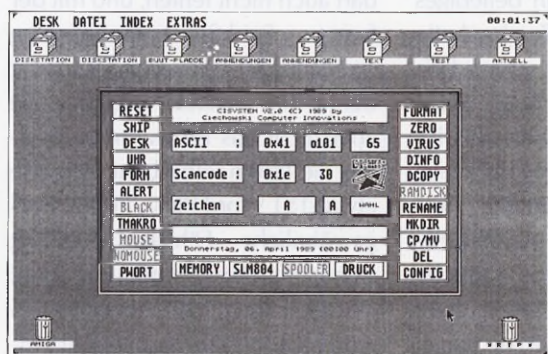 DESK DATEI INDEX EXTRAS 00:01:37
DISKSTATION DISKSTATION BUUT-PLADDE ANWENDUNGEN ANWENDUNGEN TEXT TEST AKTUELL
CISYSTEM V2.0 (C) 1989 by
Ciechowski Computer Innovations
RESET
SHIP
DESK
UHR
FORM
ALERT
BLACK
TMAKRO
MOUSE
NOMOUSE
PWORT
ASCII : 0x41 o101 65
Scancode : 0x1e 30
Zeichen : A A WAHL
Donnerstag, 06. April 1989 (00:00 Uhr)
MEMORY SLM804 SPOOLER DRUCK
FORMAT
ZERO
VIRUS
DINFO
DCOPY
RAMDISK
RENAME
MKDIR
CP/MV
DEL
CONFIG
AMIGA